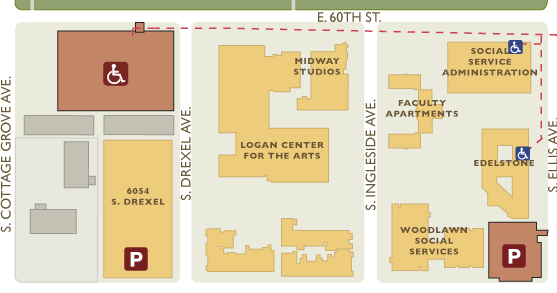 E. 60TH ST.
S. COTTAGE GROVE AVE.
S. DREXEL AVE.
S. INGLESIDE AVE.
S. ELLIS AVE.
MIDWAY
STUDIOS
SOCIAL
SERVICE
ADMINISTRATION
FACULTY
APARTMENTS
LOGAN CENTER
FOR THE ARTS
EDELSTONE
6054
S. DREXEL
WOODLAWN
SOCIAL
SERVICES
P
P